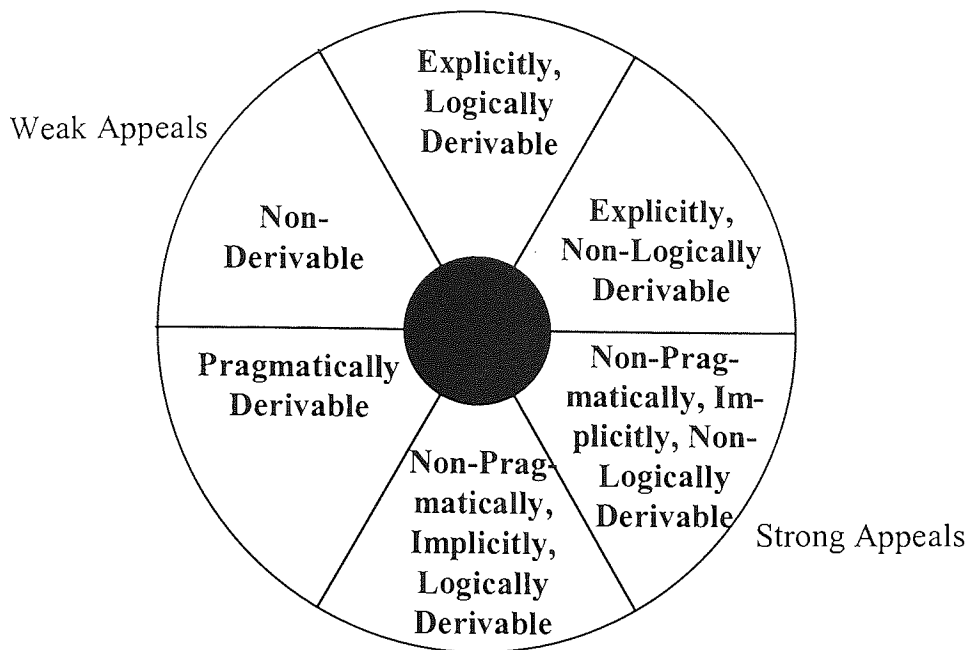 Explicitly,
Logically
Derivable
Weak Appeals
Non-
Derivable
Explicitly,
Non-Logically
Derivable
Pragmatically
Derivable
Non-Prag-
matically, Im-
plicitly, Non-
Logically
Derivable
Non-Prag-
matically,
Implicitly,
Logically
Derivable
Strong Appeals